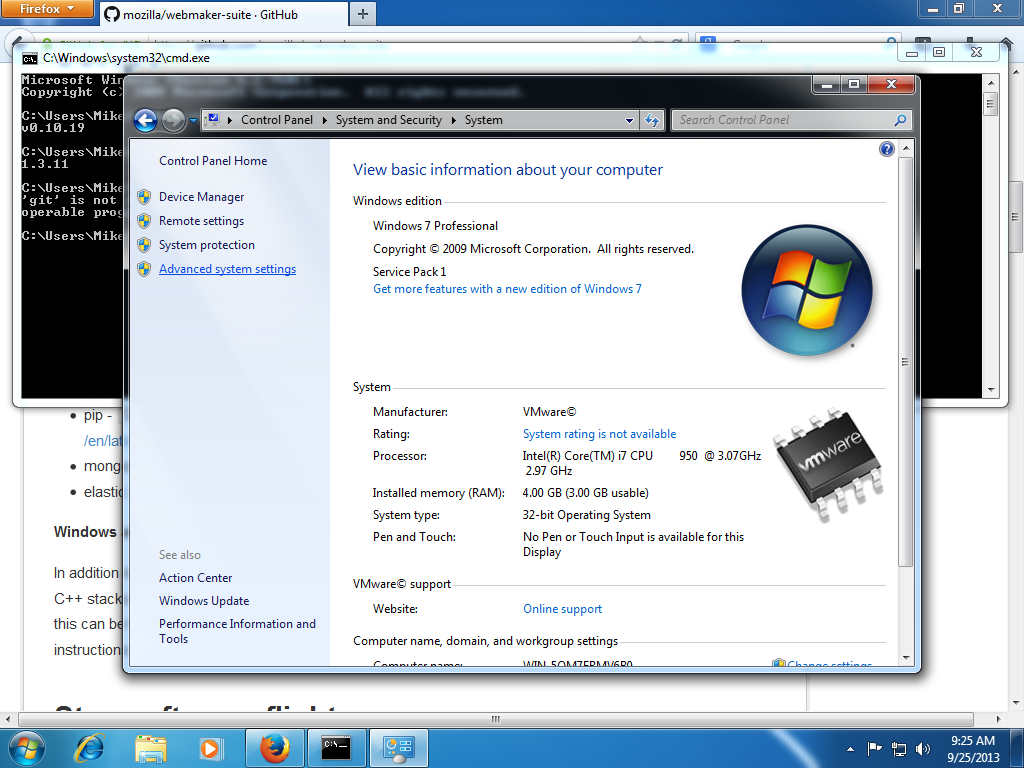 Firefox
mozilla/webmaker-suite · GitHub
C:\Windows\system32\cmd.exe
Microsoft Win
Copyright (c)
C:\Users\Mike
v0.10.19
C:\Users\Mike
1.3.11
C:\Users\Mike
'git' is not
operable prog
C:\Users\Mike
Control Panel System and Security System
Search Control Panel
Control Panel Home
Device Manager
Remote settings
System protection
Advanced system settings
See also
Action Center
Windows Update
Performance Information and
Tools
View basic information about your computer
Windows edition
Windows 7 Professional
Copyright © 2009 Microsoft Corporation. All rights reserved.
Service Pack 1
Get more features with a new edition of Windows 7
System
Manufacturer: VMware©
Rating: System rating is not available
Processor: Intel(R) Core(TM) i7 CPU 950 @ 3.07GHz
2.97 GHz
Installed memory (RAM): 4.00 GB (3.00 GB usable)
System type: 32-bit Operating System
Pen and Touch: No Pen or Touch Input is available for this
Display
vmware
VMware© support
Website: Online support
Computer name, domain, and workgroup settings
Computer name:
Change settings
pip -
/en/lat
mong
elastic
Windows
In addition
C++ stack
this can be
instruction
9:25 AM
9/25/2013